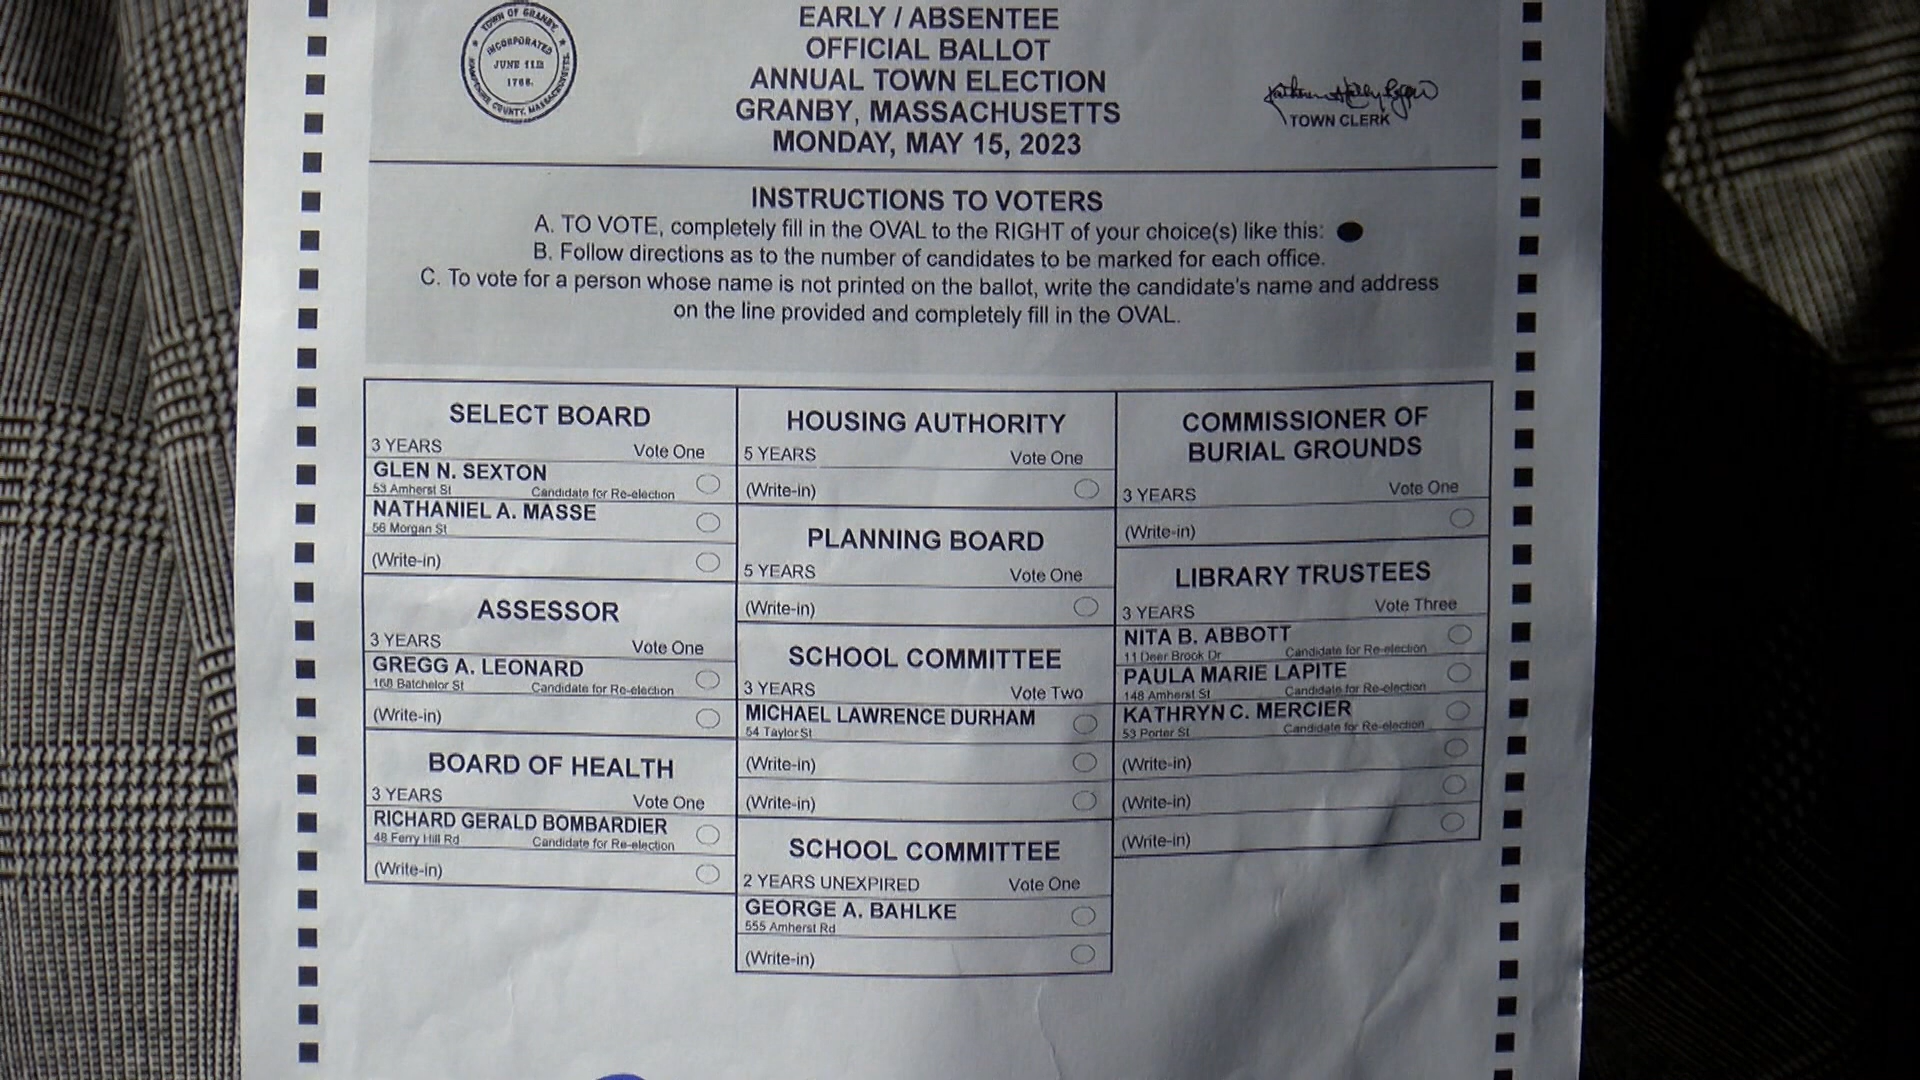 TOWN OF GRANBY
INCORPORATED
JUNE 11TH
1768.
HAMPSHIRE COUNTY, MASSACHUSETTS
EARLY / ABSENTEE
OFFICIAL BALLOT
ANNUAL TOWN ELECTION
GRANBY, MASSACHUSETTS
MONDAY, MAY 15, 2023
TOWN CLERK
INSTRUCTIONS TO VOTERS
A. TO VOTE, completely fill in the OVAL to the RIGHT of your choice(s) like this:
B. Follow directions as to the number of candidates to be marked for each office.
C. To vote for a person whose name is not printed on the ballot, write the candidate's name and address
on the line provided and completely fill in the OVAL.
SELECT BOARD
3 YEARS Vote One
GLEN N. SEXTON
53 Amherst St Candidate for Re-election
NATHANIEL A. MASSE
56 Morgan St
(Write-in)
ASSESSOR
3 YEARS Vote One
GREGG A. LEONARD
168 Batchelor St Candidate for Re-election
(Write-in)
BOARD OF HEALTH
3 YEARS Vote One
RICHARD GERALD BOMBARDIER
48 Ferry Hill Rd Candidate for Re-election
(Write-in)
HOUSING AUTHORITY
5 YEARS Vote One
(Write-in)
PLANNING BOARD
5 YEARS Vote One
(Write-in)
SCHOOL COMMITTEE
3 YEARS Vote Two
MICHAEL LAWRENCE DURHAM
54 Taylor St
(Write-in)
(Write-in)
SCHOOL COMMITTEE
2 YEARS UNEXPIRED Vote One
GEORGE A. BAHLKE
555 Amherst Rd
(Write-in)
COMMISSIONER OF
BURIAL GROUNDS
3 YEARS Vote One
(Write-in)
LIBRARY TRUSTEES
3 YEARS Vote Three
NITA B. ABBOTT
11 Deer Brook Dr Candidate for Re-election
PAULA MARIE LAPITE
148 Amherst St Candidate for Re-election
KATHRYN C. MERCIER
53 Porter St Candidate for Re-election
(Write-in)
(Write-in)
(Write-in)